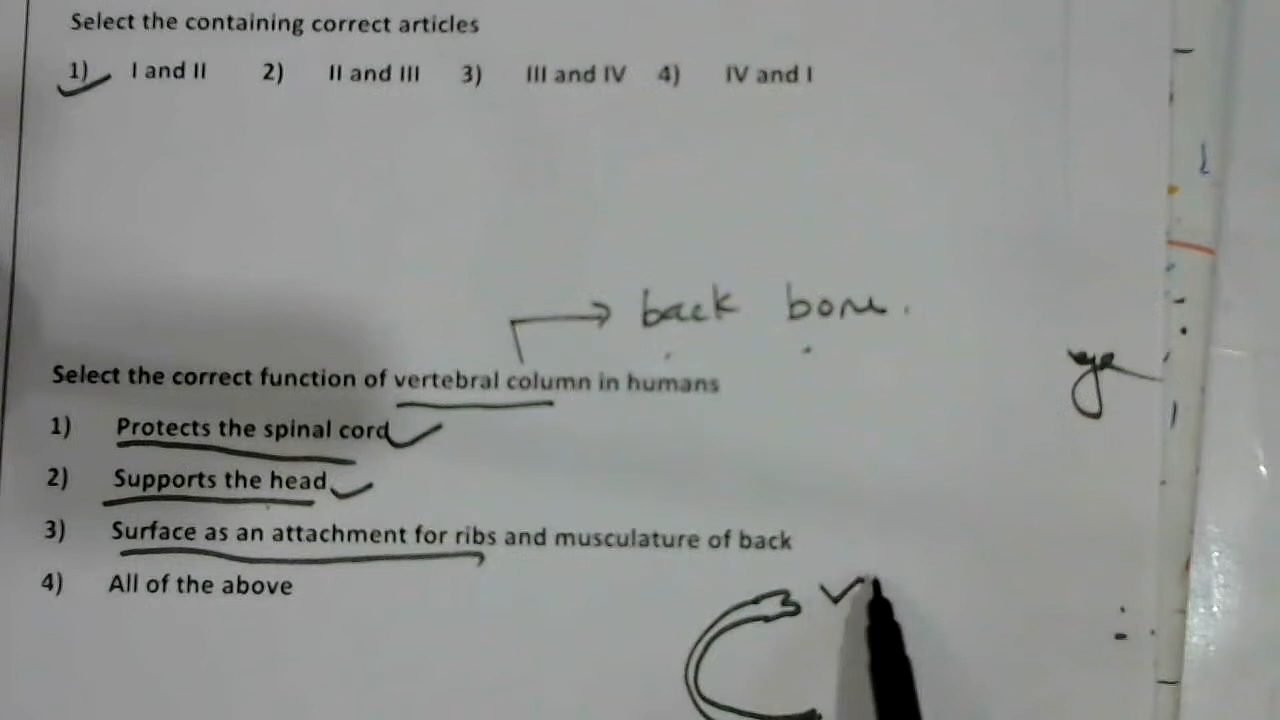 Select the containing correct articles
1) I and II 2) II and III 3) III and IV 4) IV and I
back bone.
Select the correct function of vertebral column in humans
1) Protects the spinal cord
2) Supports the head
3) Surface as an attachment for ribs and musculature of back
4) All of the above